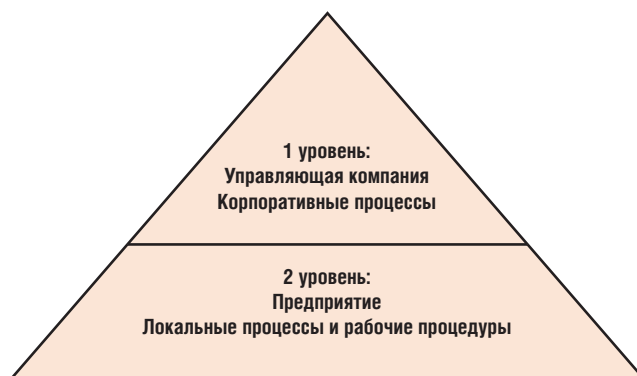 1 уровень:
Управляющая компания
Корпоративные процессы
2 уровень:
Предприятие
Локальные процессы и рабочие процедуры